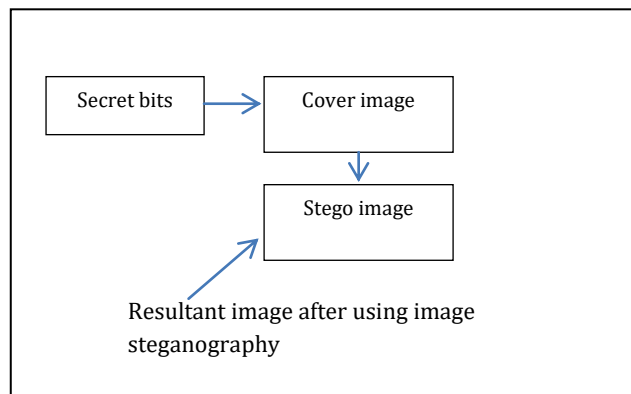 Secret bits
Cover image
Stego image
Resultant image after using image
steganography